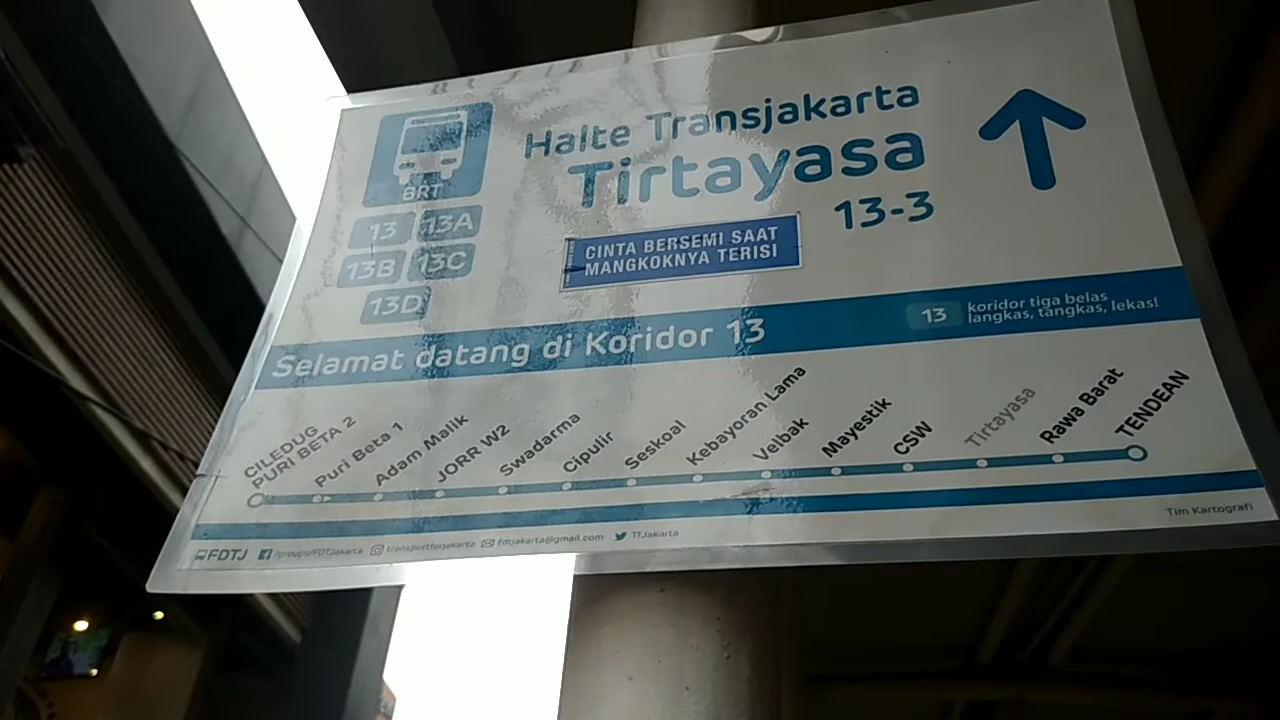 BRT
13
13A
13B
13C
13D
Halte Transjakarta
Tirtayasa
13-3
CINTA BERSEMI SAAT
MANGKOKNYA TERISI
Selamat datang di Koridor 13
13
koridor tiga belas
langkas, tangkas, lekas!
CILEDUG
PURI BETA 2
Puri Beta 1
Adam Malik
JORR W2
Swadarma
Cipulir
Seskoal
Kebayoran Lama
Velbak
Mayestik
CSW
Tirtayasa
Rawa Barat
TENDEAN
FDTJ /groups/FDTJakarta transportforjakarta fdtjakarta@gmail.com TfJakarta
Tim Kartografi